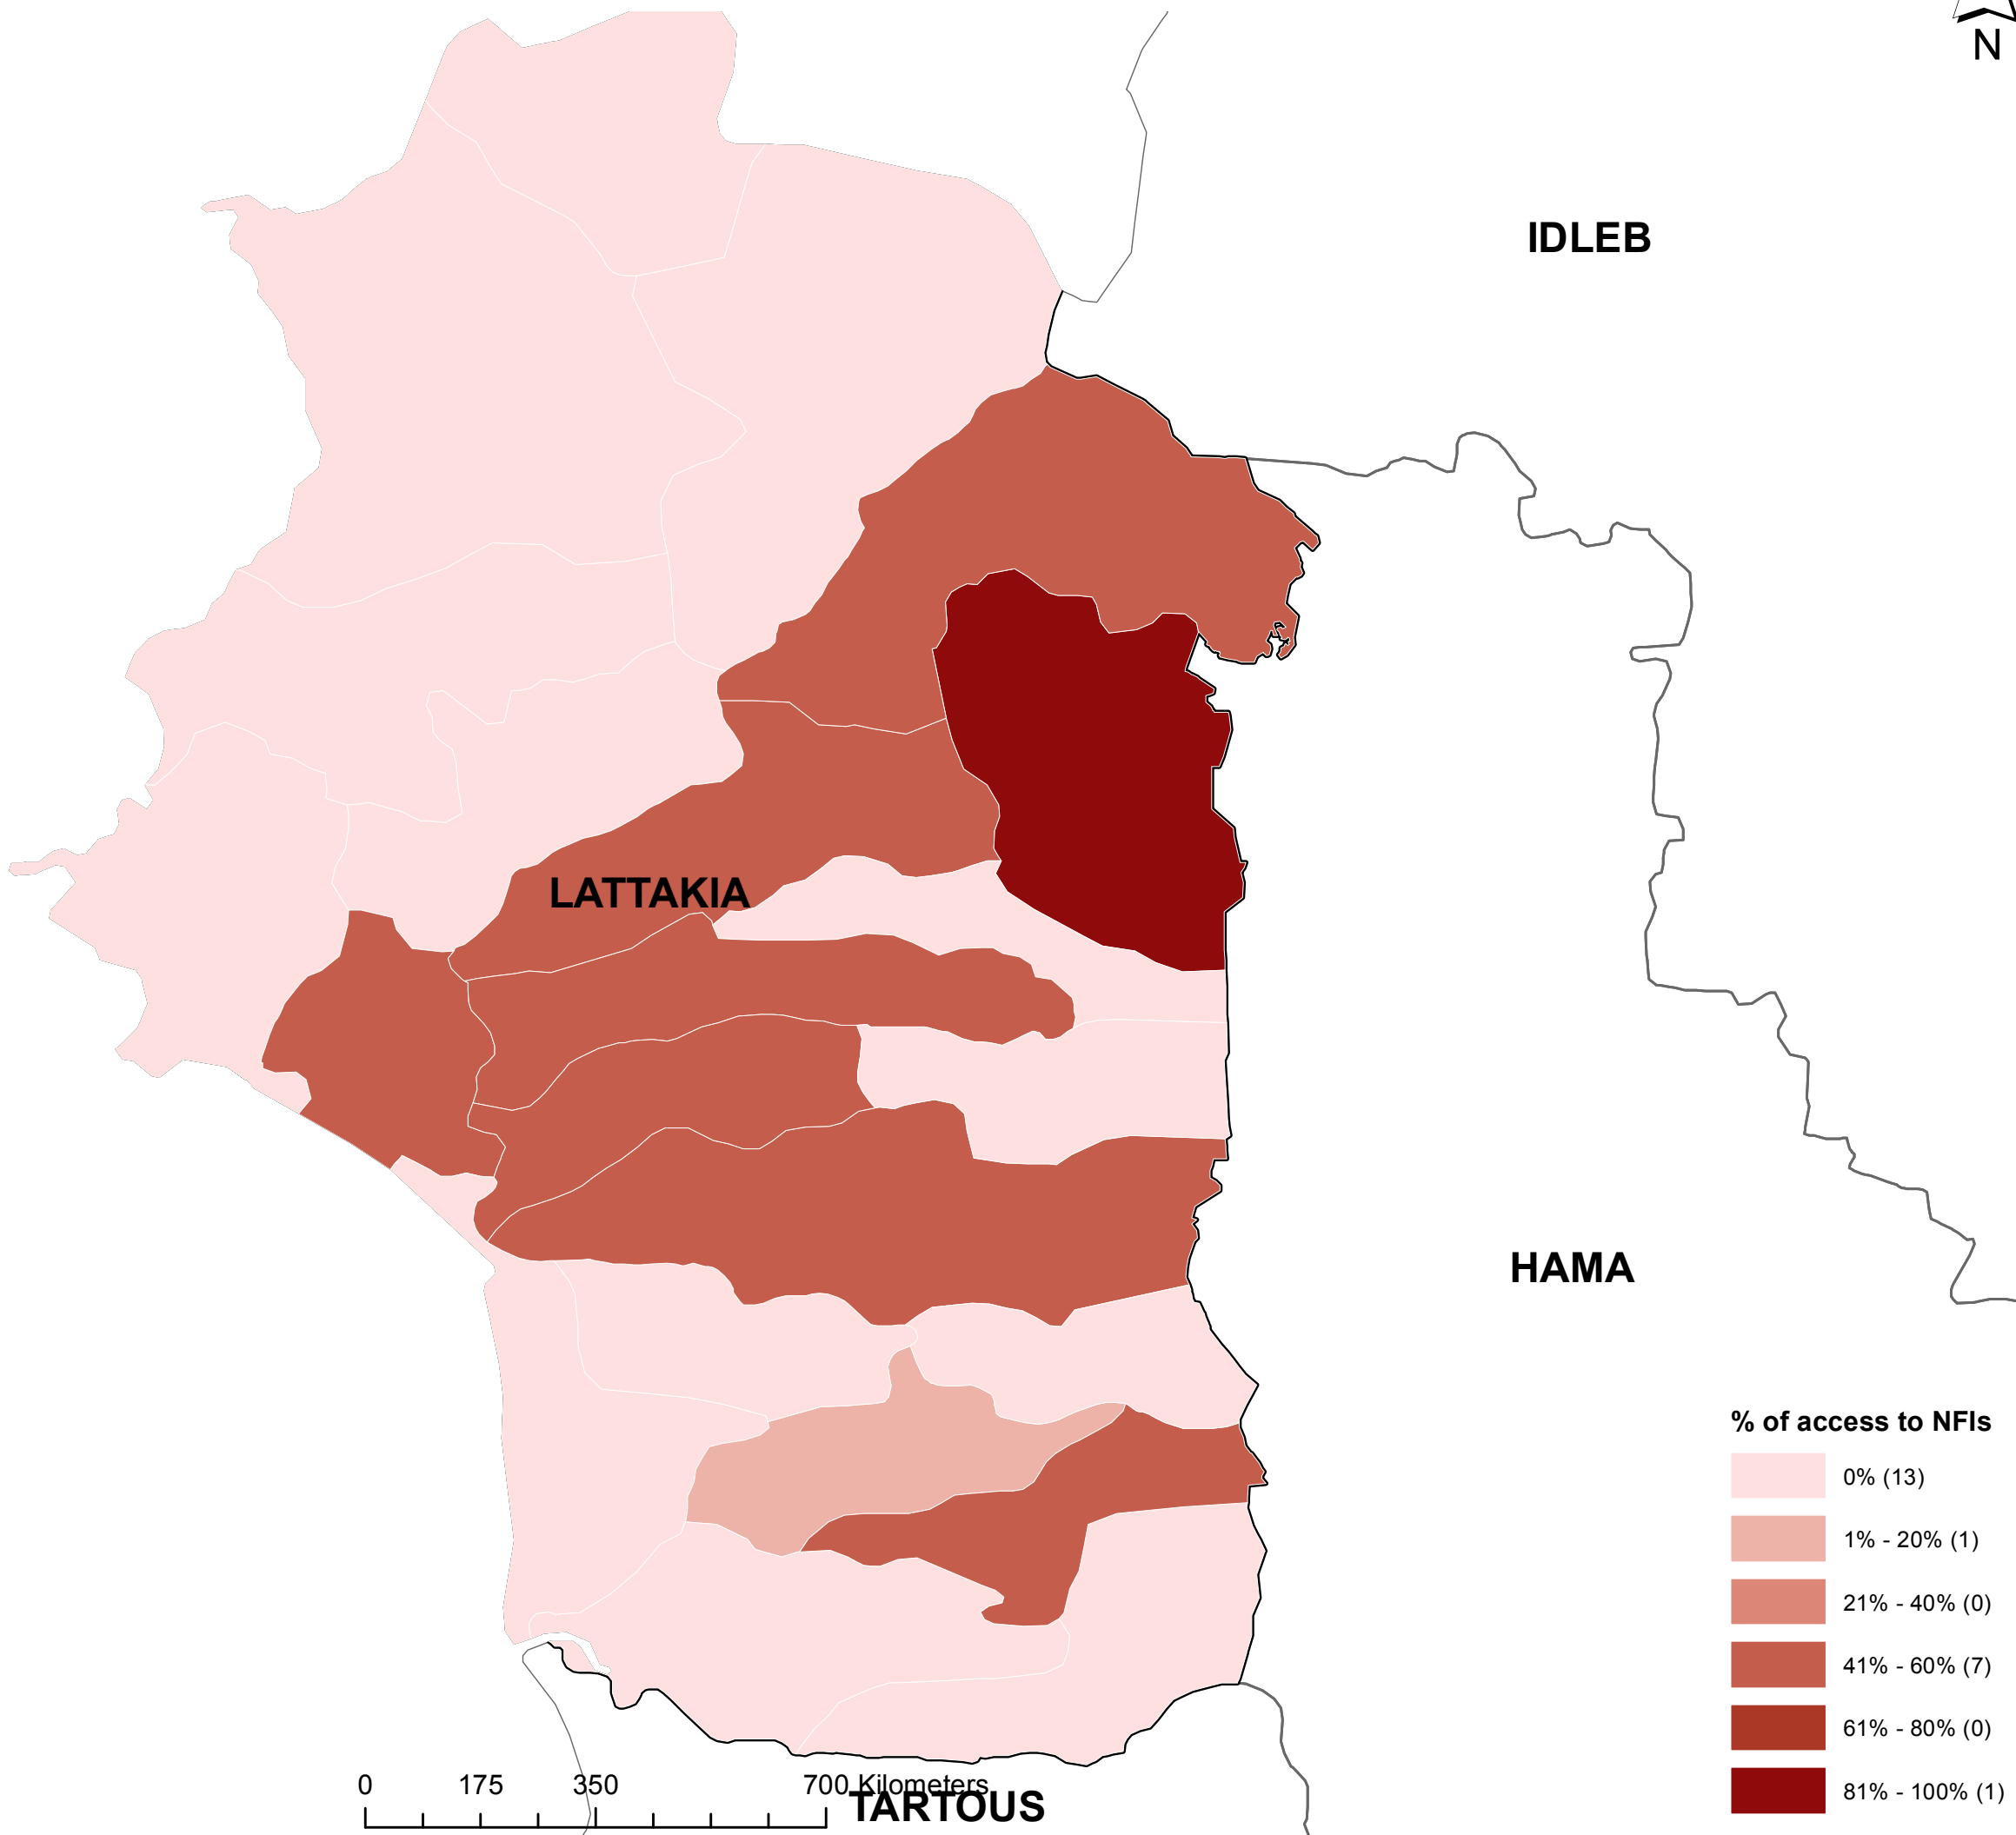 N
IDLEB
LATTAKIA
HAMA
% of access to NFIs
0% (13)
1% - 20% (1)
21% - 40% (0)
41% - 60% (7)
61% - 80% (0)
81% - 100% (1)
0 175 350 700 Kilometers
TARTOUS